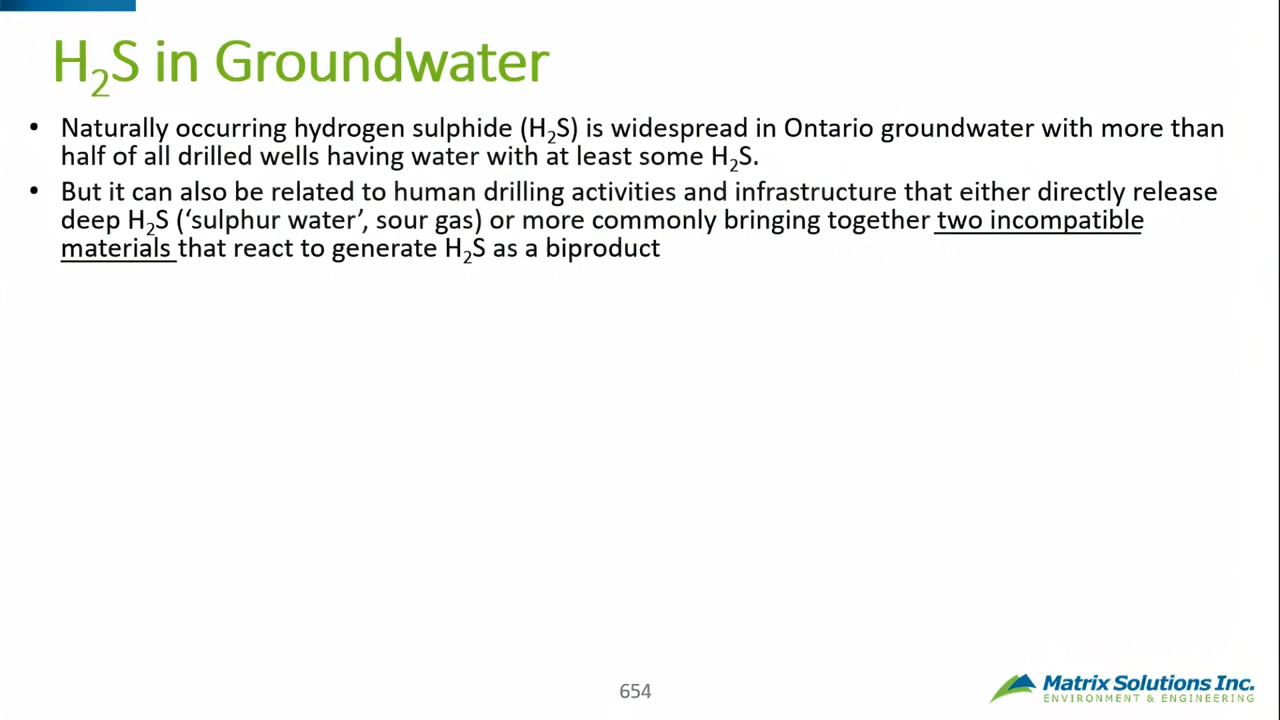 H₂S in Groundwater
• Naturally occurring hydrogen sulphide (H₂S) is widespread in Ontario groundwater with more than
half of all drilled wells having water with at least some H₂S.
• But it can also be related to human drilling activities and infrastructure that either directly release
deep H₂S (‘sulphur water’, sour gas) or more commonly bringing together two incompatible
materials that react to generate H₂S as a biproduct
654
Matrix Solutions Inc.
ENVIRONMENT & ENGINEERING